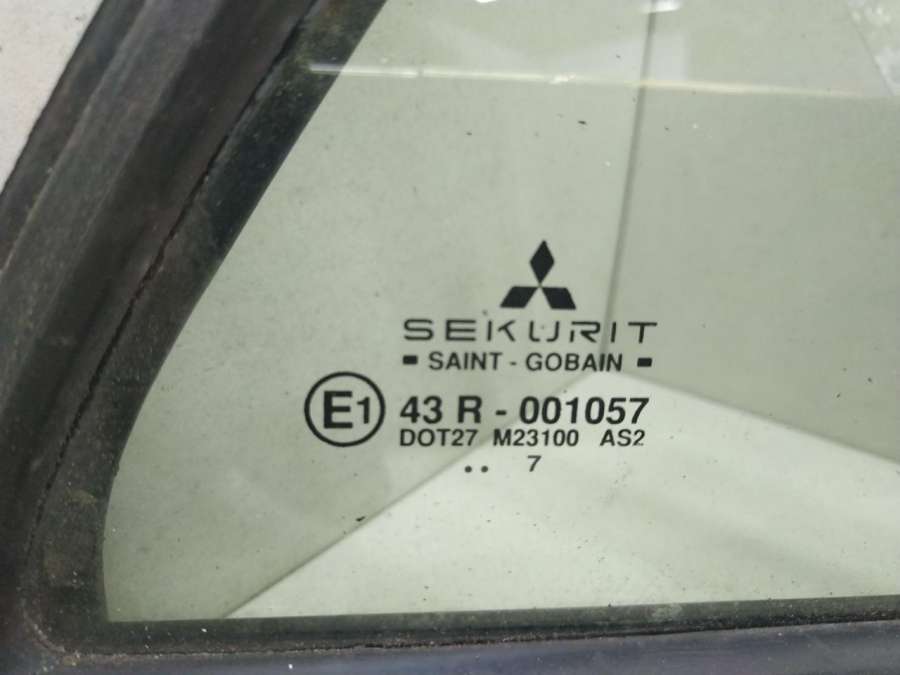 SEKURIT
SAINT - GOBAIN
E1 43 R - 001057
DOT27 M23100 AS2
.. 7